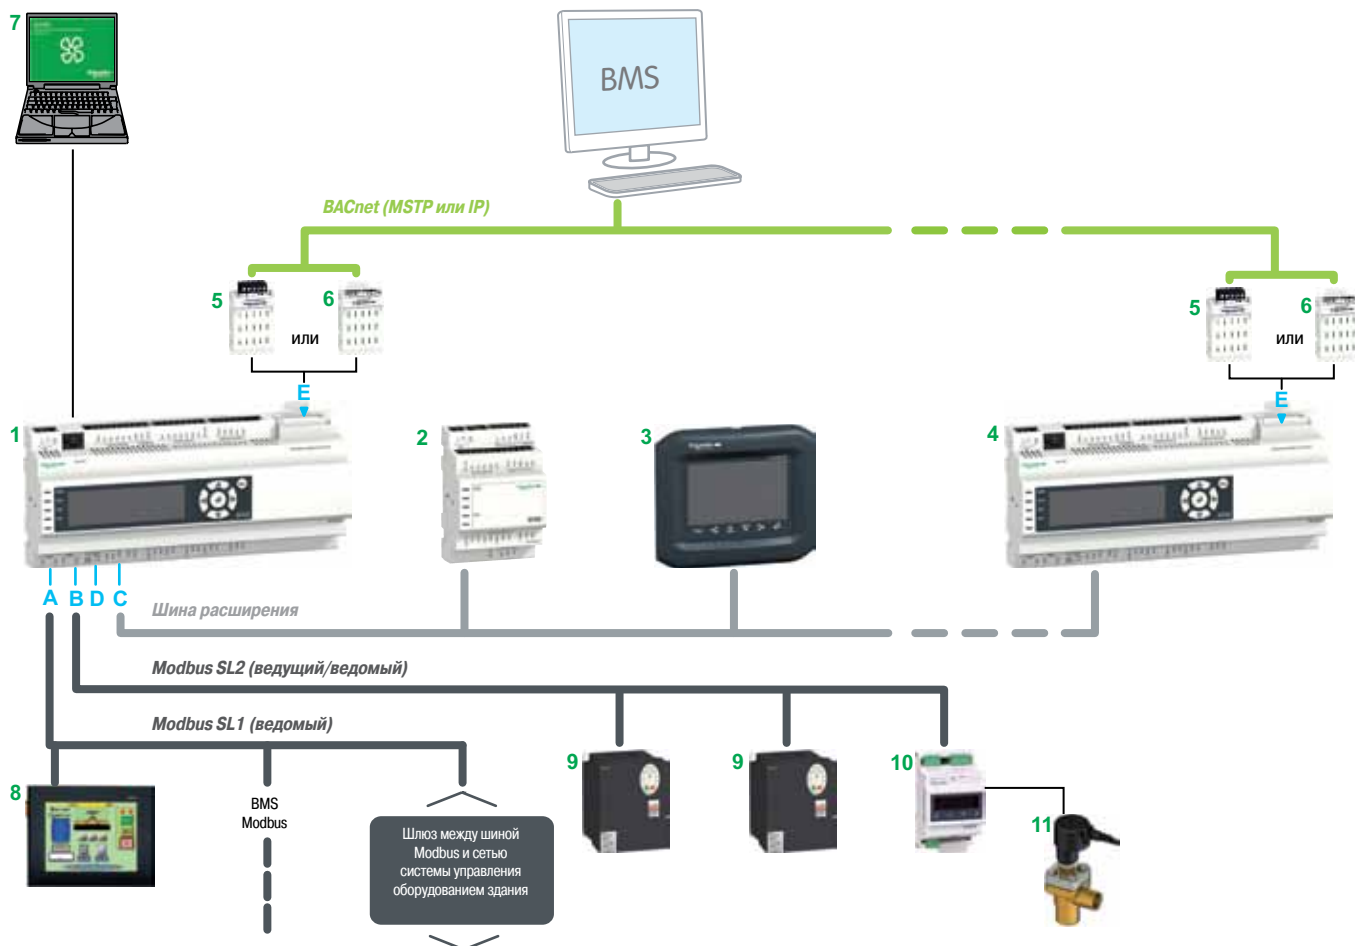 7
BMS
BACnet (MSTP или IP)
5
6
или
E
5
6
или
E
1
2
3
4
A
B
D
C
Шина расширения
Modbus SL2 (ведущий/ведомый)
Modbus SL1 (ведомый)
8
BMS
Modbus
Шлюз между шиной
Modbus и сетью
системы управления
оборудованием здания
9
9
10
11